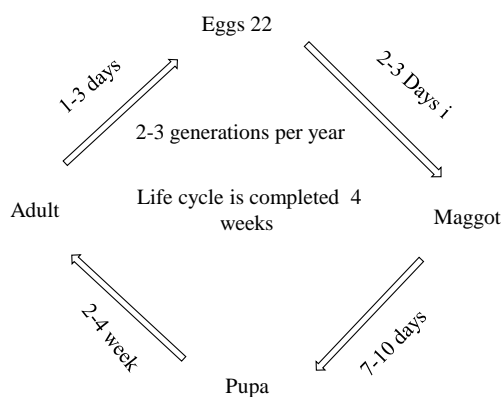 Eggs 22
1-3 days
2-3 Days i
2-3 generations per year
Life cycle is completed 4
weeks
Adult
Maggot
2-4 week
7-10 days
Pupa